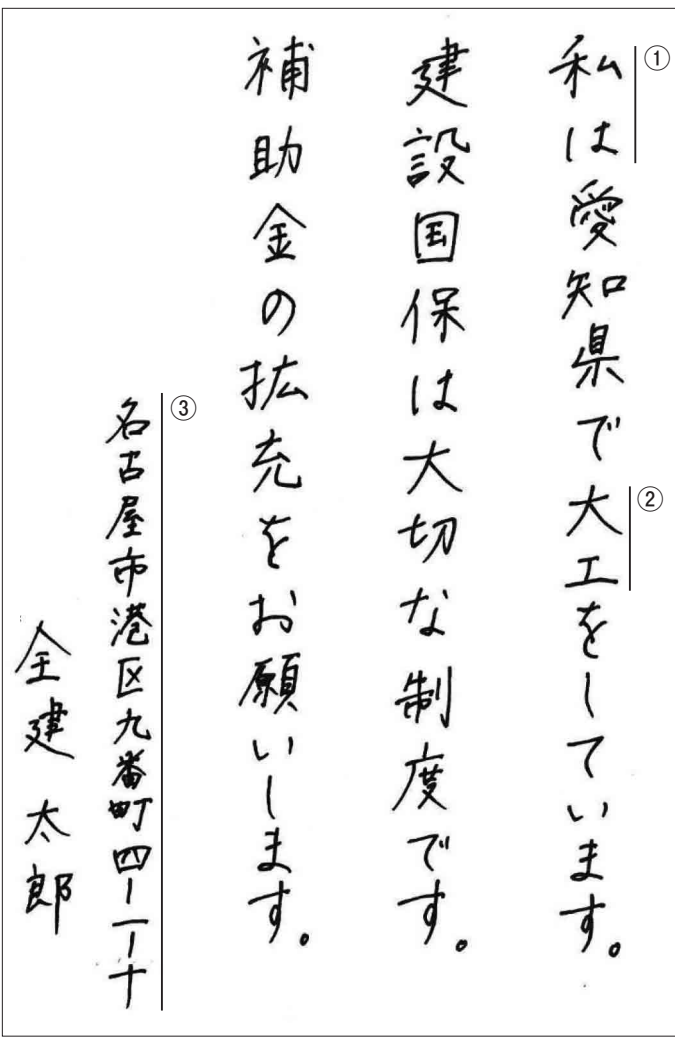 ①
私は愛知県で大工をしています。
②
建設国保は大切な制度です。
補助金の拡充をお願いします。
③
名古屋市港区九番町四ー一ー十
全建太郎